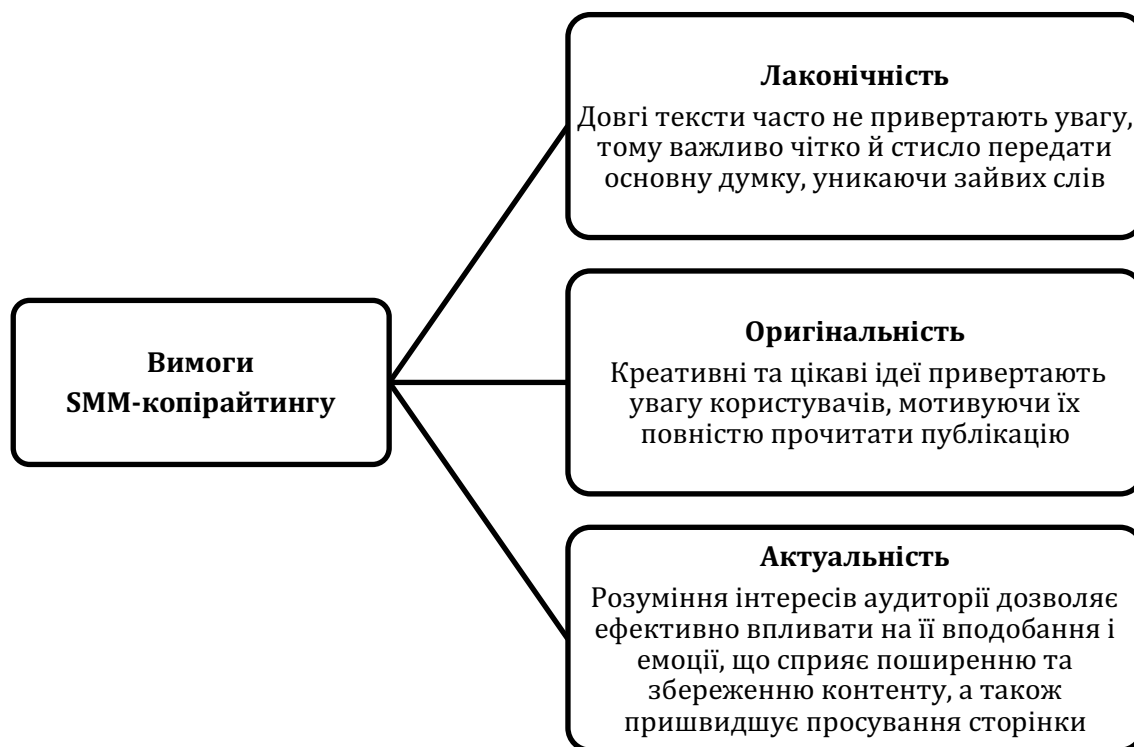 Вимоги
SMM-копірайтингу
Лаконічність
Довгі тексти часто не привертають увагу,
тому важливо чітко й стисло передати
основну думку, уникаючи зайвих слів
Оригінальність
Креативні та цікаві ідеї привертають
увагу користувачів, мотивуючи їх
повністю прочитати публікацію
Актуальність
Розуміння інтересів аудиторії дозволяє
ефективно впливати на її вподобання і
емоції, що сприяє поширенню та
збереженню контенту, а також
пришвидшує просування сторінки